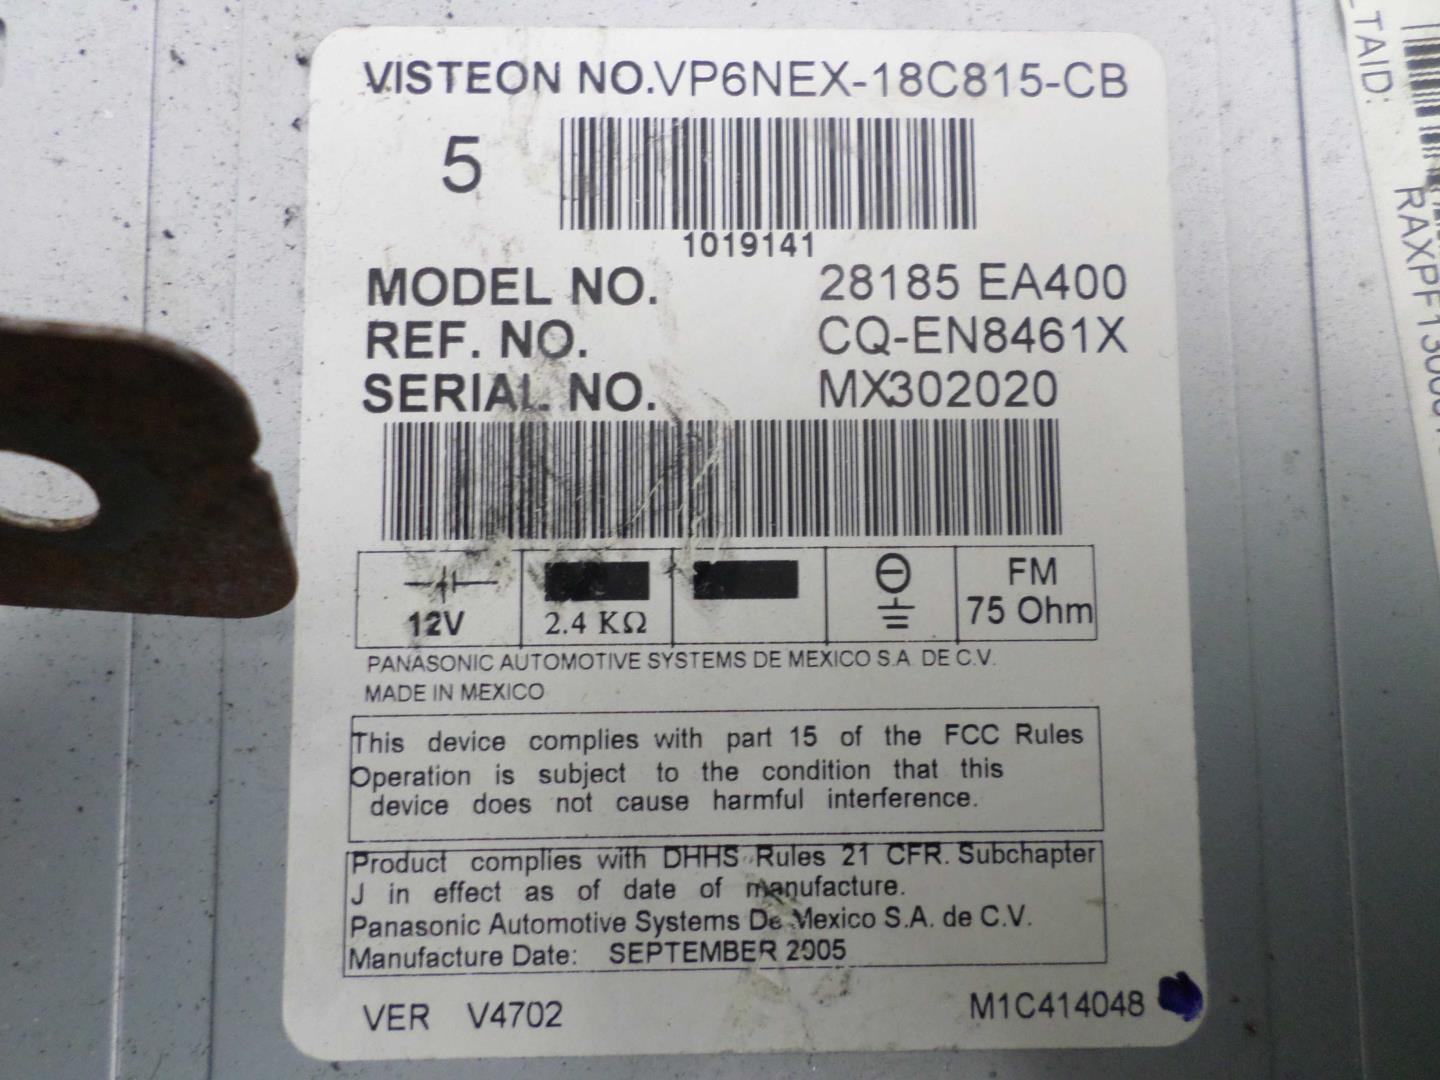 VISTEON NO.VP6NEX-18C815-CB
5
1019141
MODEL NO. 28185 EA400
REF. NO. CQ-EN8461X
SERIAL NO. MX302020
12V
2.4 KΩ
FM
75 Ohm
PANASONIC AUTOMOTIVE SYSTEMS DE MEXICO S.A. DE C.V.
MADE IN MEXICO
This device complies with part 15 of the FCC Rules
Operation is subject to the condition that this
device does not cause harmful interference.
Product complies with DHHS Rules 21 CFR. Subchapter
J in effect as of date of manufacture.
Panasonic Automotive Systems De Mexico S.A. de C.V.
Manufacture Date: SEPTEMBER 2005
VER V4702
M1C414048
TAID: